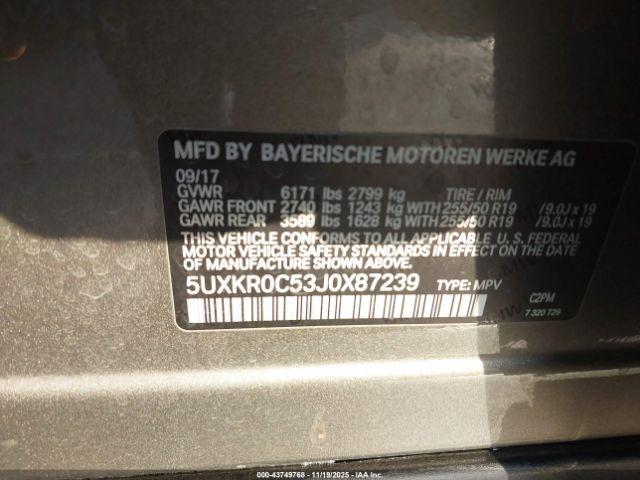 MFD BY BAYERISCHE MOTOREN WERKE AG
09/17
GVWR 6171 lbs 2799 kg TIRE / RIM
GAWR FRONT 2740 lbs 1243 kg WITH 255/50 R19 /9.0J x 19
GAWR REAR 3589 lbs 1628 kg WITH 255/50 R19 /9.0J x 19
THIS VEHICLE CONFORMS TO ALL APPLICABLE U. S. FEDERAL
MOTOR VEHICLE SAFETY STANDARDS IN EFFECT ON THE DATE
OF MANUFACTURE SHOWN ABOVE.
5UXKR0C53J0X87239 TYPE: MPV
C2PM
7 320 729
©00 - 43749768 - 11/19/2025 - IAAI, Inc.